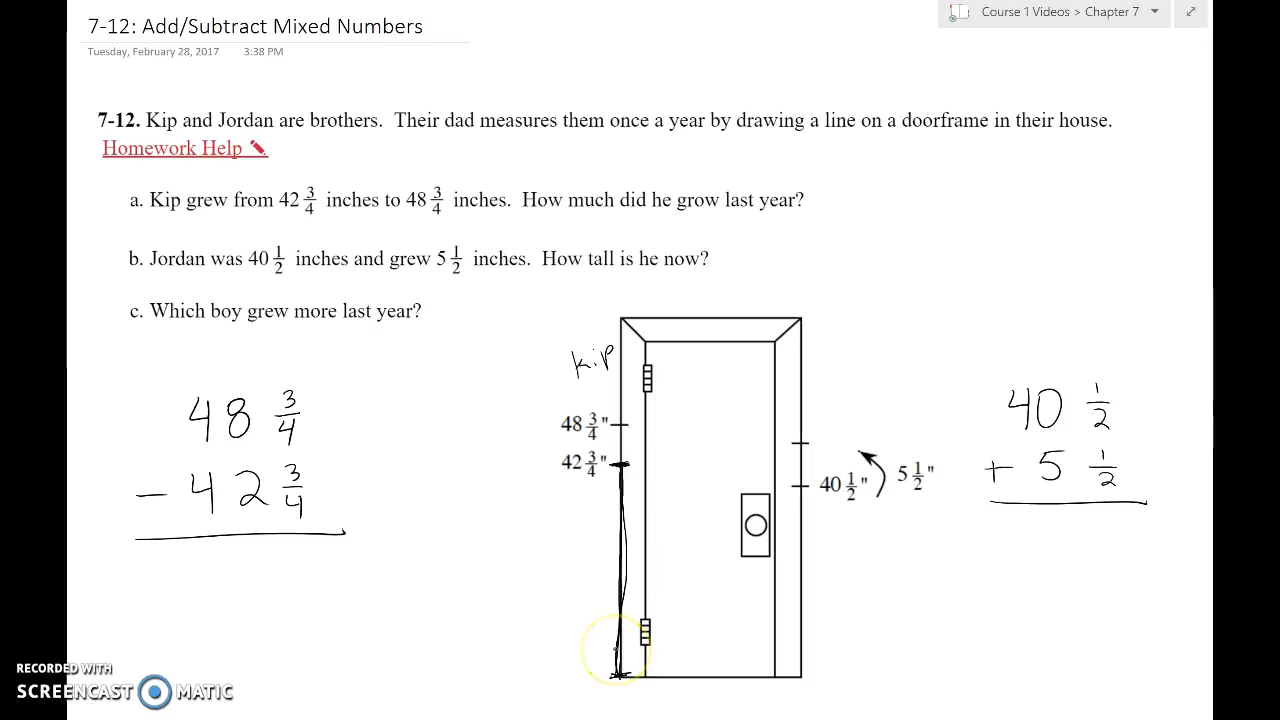 Course 1 Videos > Chapter 7
7-12: Add/Subtract Mixed Numbers
Tuesday, February 28, 2017 3:38 PM
7-12. Kip and Jordan are brothers. Their dad measures them once a year by drawing a line on a doorframe in their house.
Homework Help
a. Kip grew from 42 3/4 inches to 48 3/4 inches. How much did he grow last year?
b. Jordan was 40 1/2 inches and grew 5 1/2 inches. How tall is he now?
c. Which boy grew more last year?
Kip
48 3/4
- 42 3/4
48 3/4"
42 3/4"
40 1/2"
5 1/2"
40 1/2
+ 5 1/2
RECORDED WITH
SCREENCAST MATIC